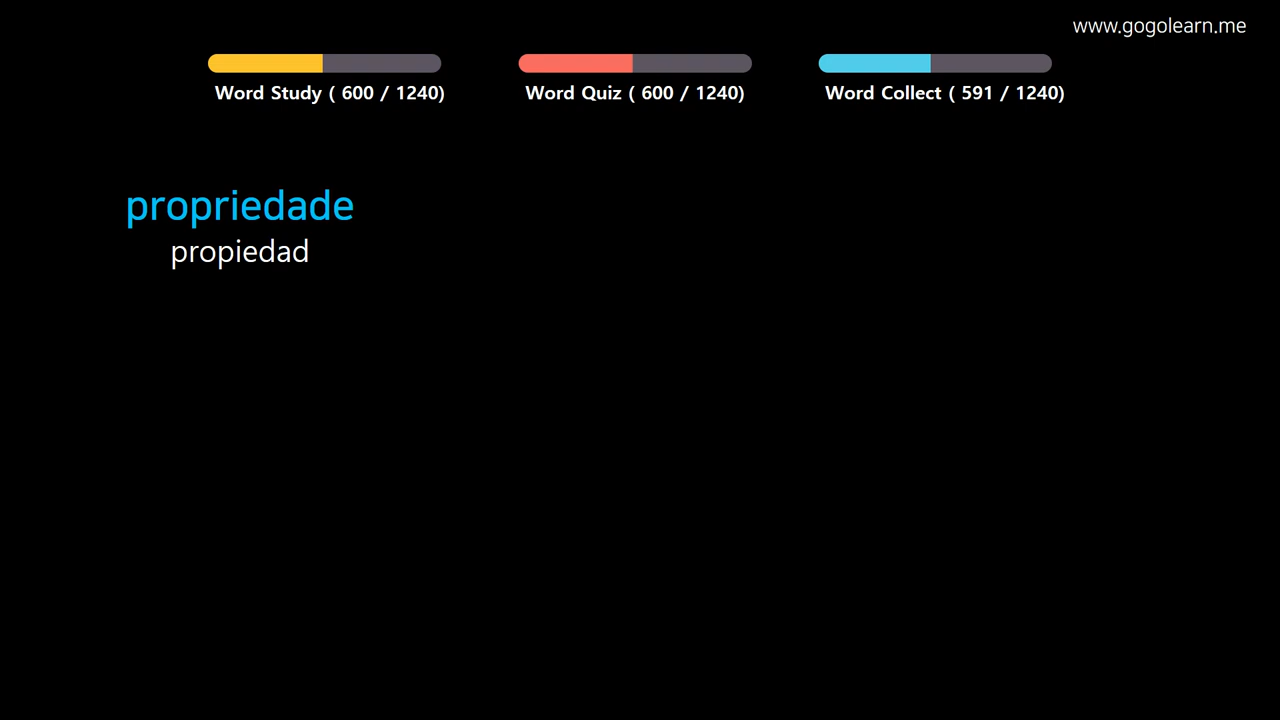 www.gogolearn.me
Word Study ( 600 / 1240)
Word Quiz ( 600 / 1240)
Word Collect ( 591 / 1240)
propriedade
propiedad